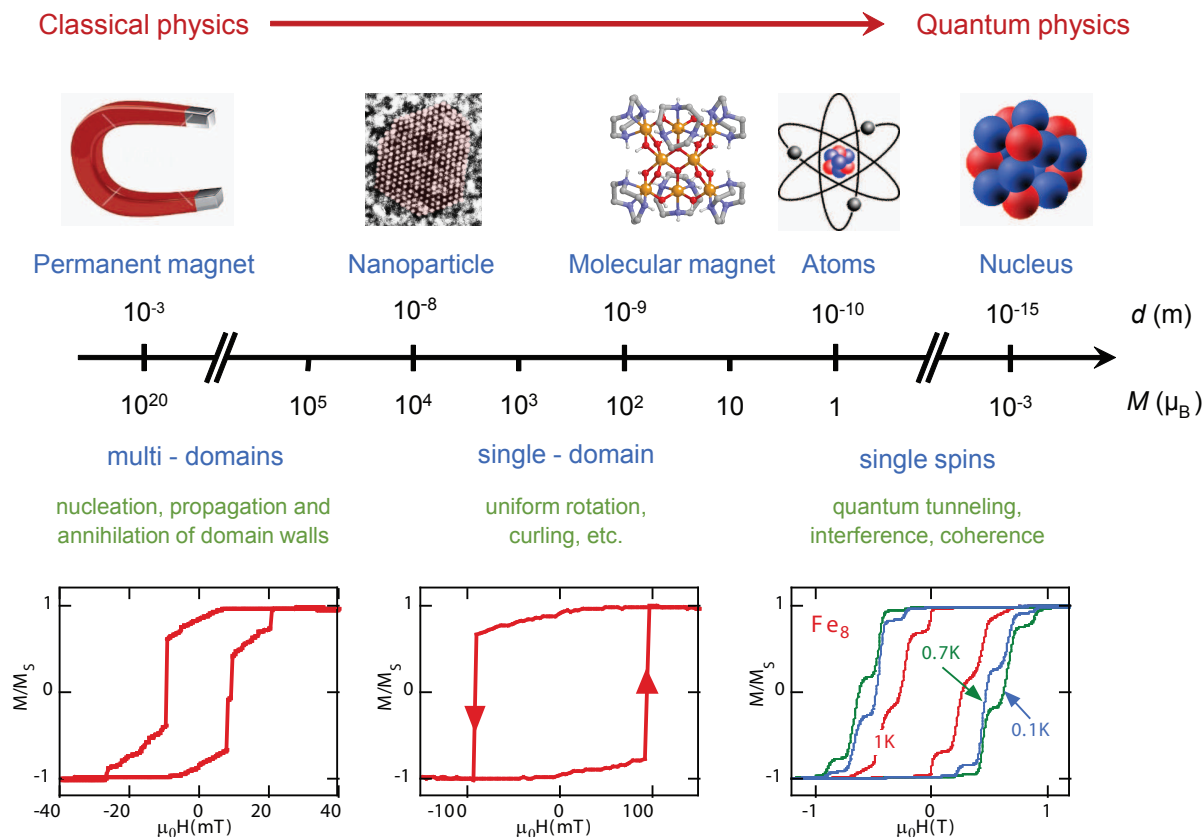 Classical physics Quantum physics
Permanent magnet Nanoparticle Molecular magnet Atoms Nucleus
10⁻³ 10⁻⁸ 10⁻⁹ 10⁻¹⁰ 10⁻¹⁵ d (m)
10²⁰ 10⁵ 10⁴ 10³ 10² 10 1 10⁻³ M (μ_B)
multi - domains single - domain single spins
nucleation, propagation and uniform rotation, quantum tunneling,
annihilation of domain walls curling, etc. interference, coherence
M/M_S
1
0
-1
-40 -20 0 20 40
μ₀H(mT)
M/M_S
1
0
-1
-100 0 100
μ₀H(mT)
M/M_S
1
0
-1
Fe₈
0.7K
1K
0.1K
-1 0 1
μ₀H(T)